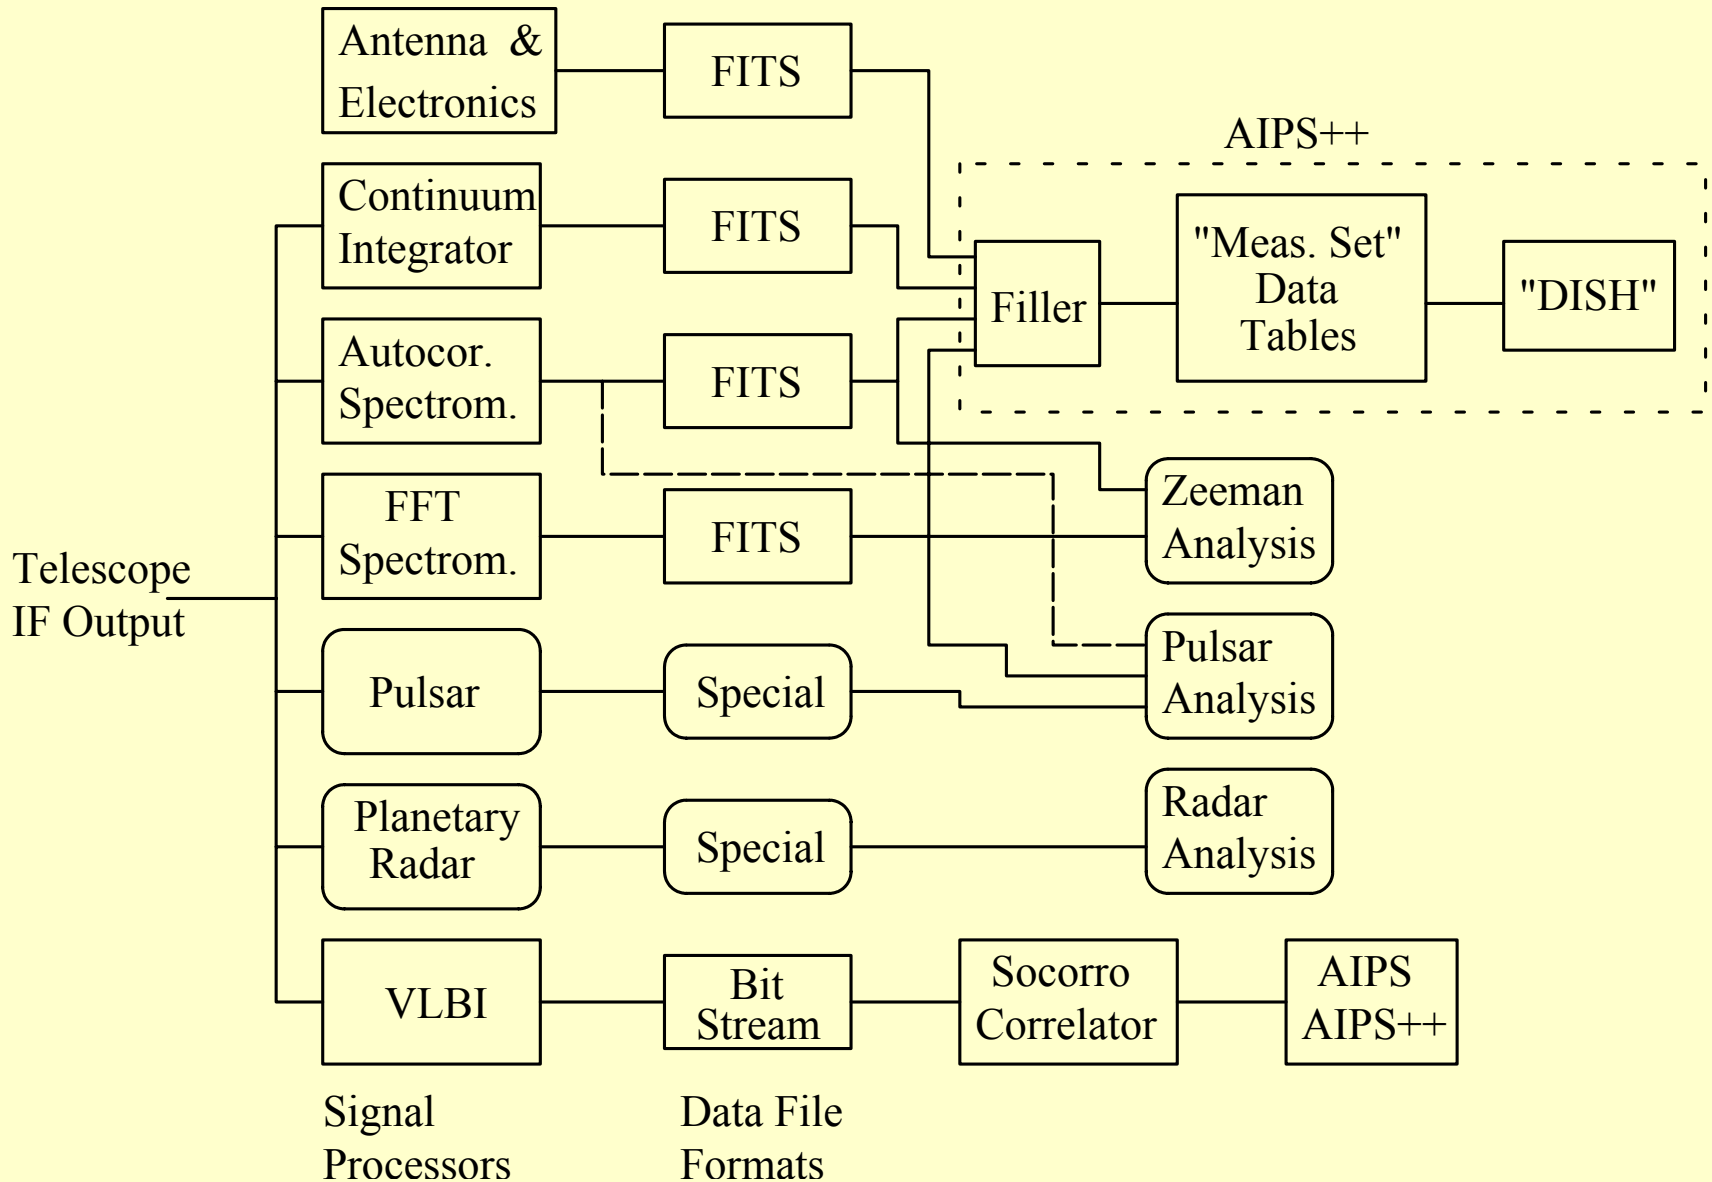 Antenna &
Electronics
FITS
AIPS++
Continuum
Integrator
FITS
Filler
"Meas. Set"
Data
Tables
"DISH"
Autocor.
Spectrom.
FITS
FFT
Spectrom.
FITS
Zeeman
Analysis
Telescope
IF Output
Pulsar
Special
Pulsar
Analysis
Planetary
Radar
Special
Radar
Analysis
VLBI
Bit
Stream
Socorro
Correlator
AIPS
AIPS++
Signal
Processors
Data File
Formats